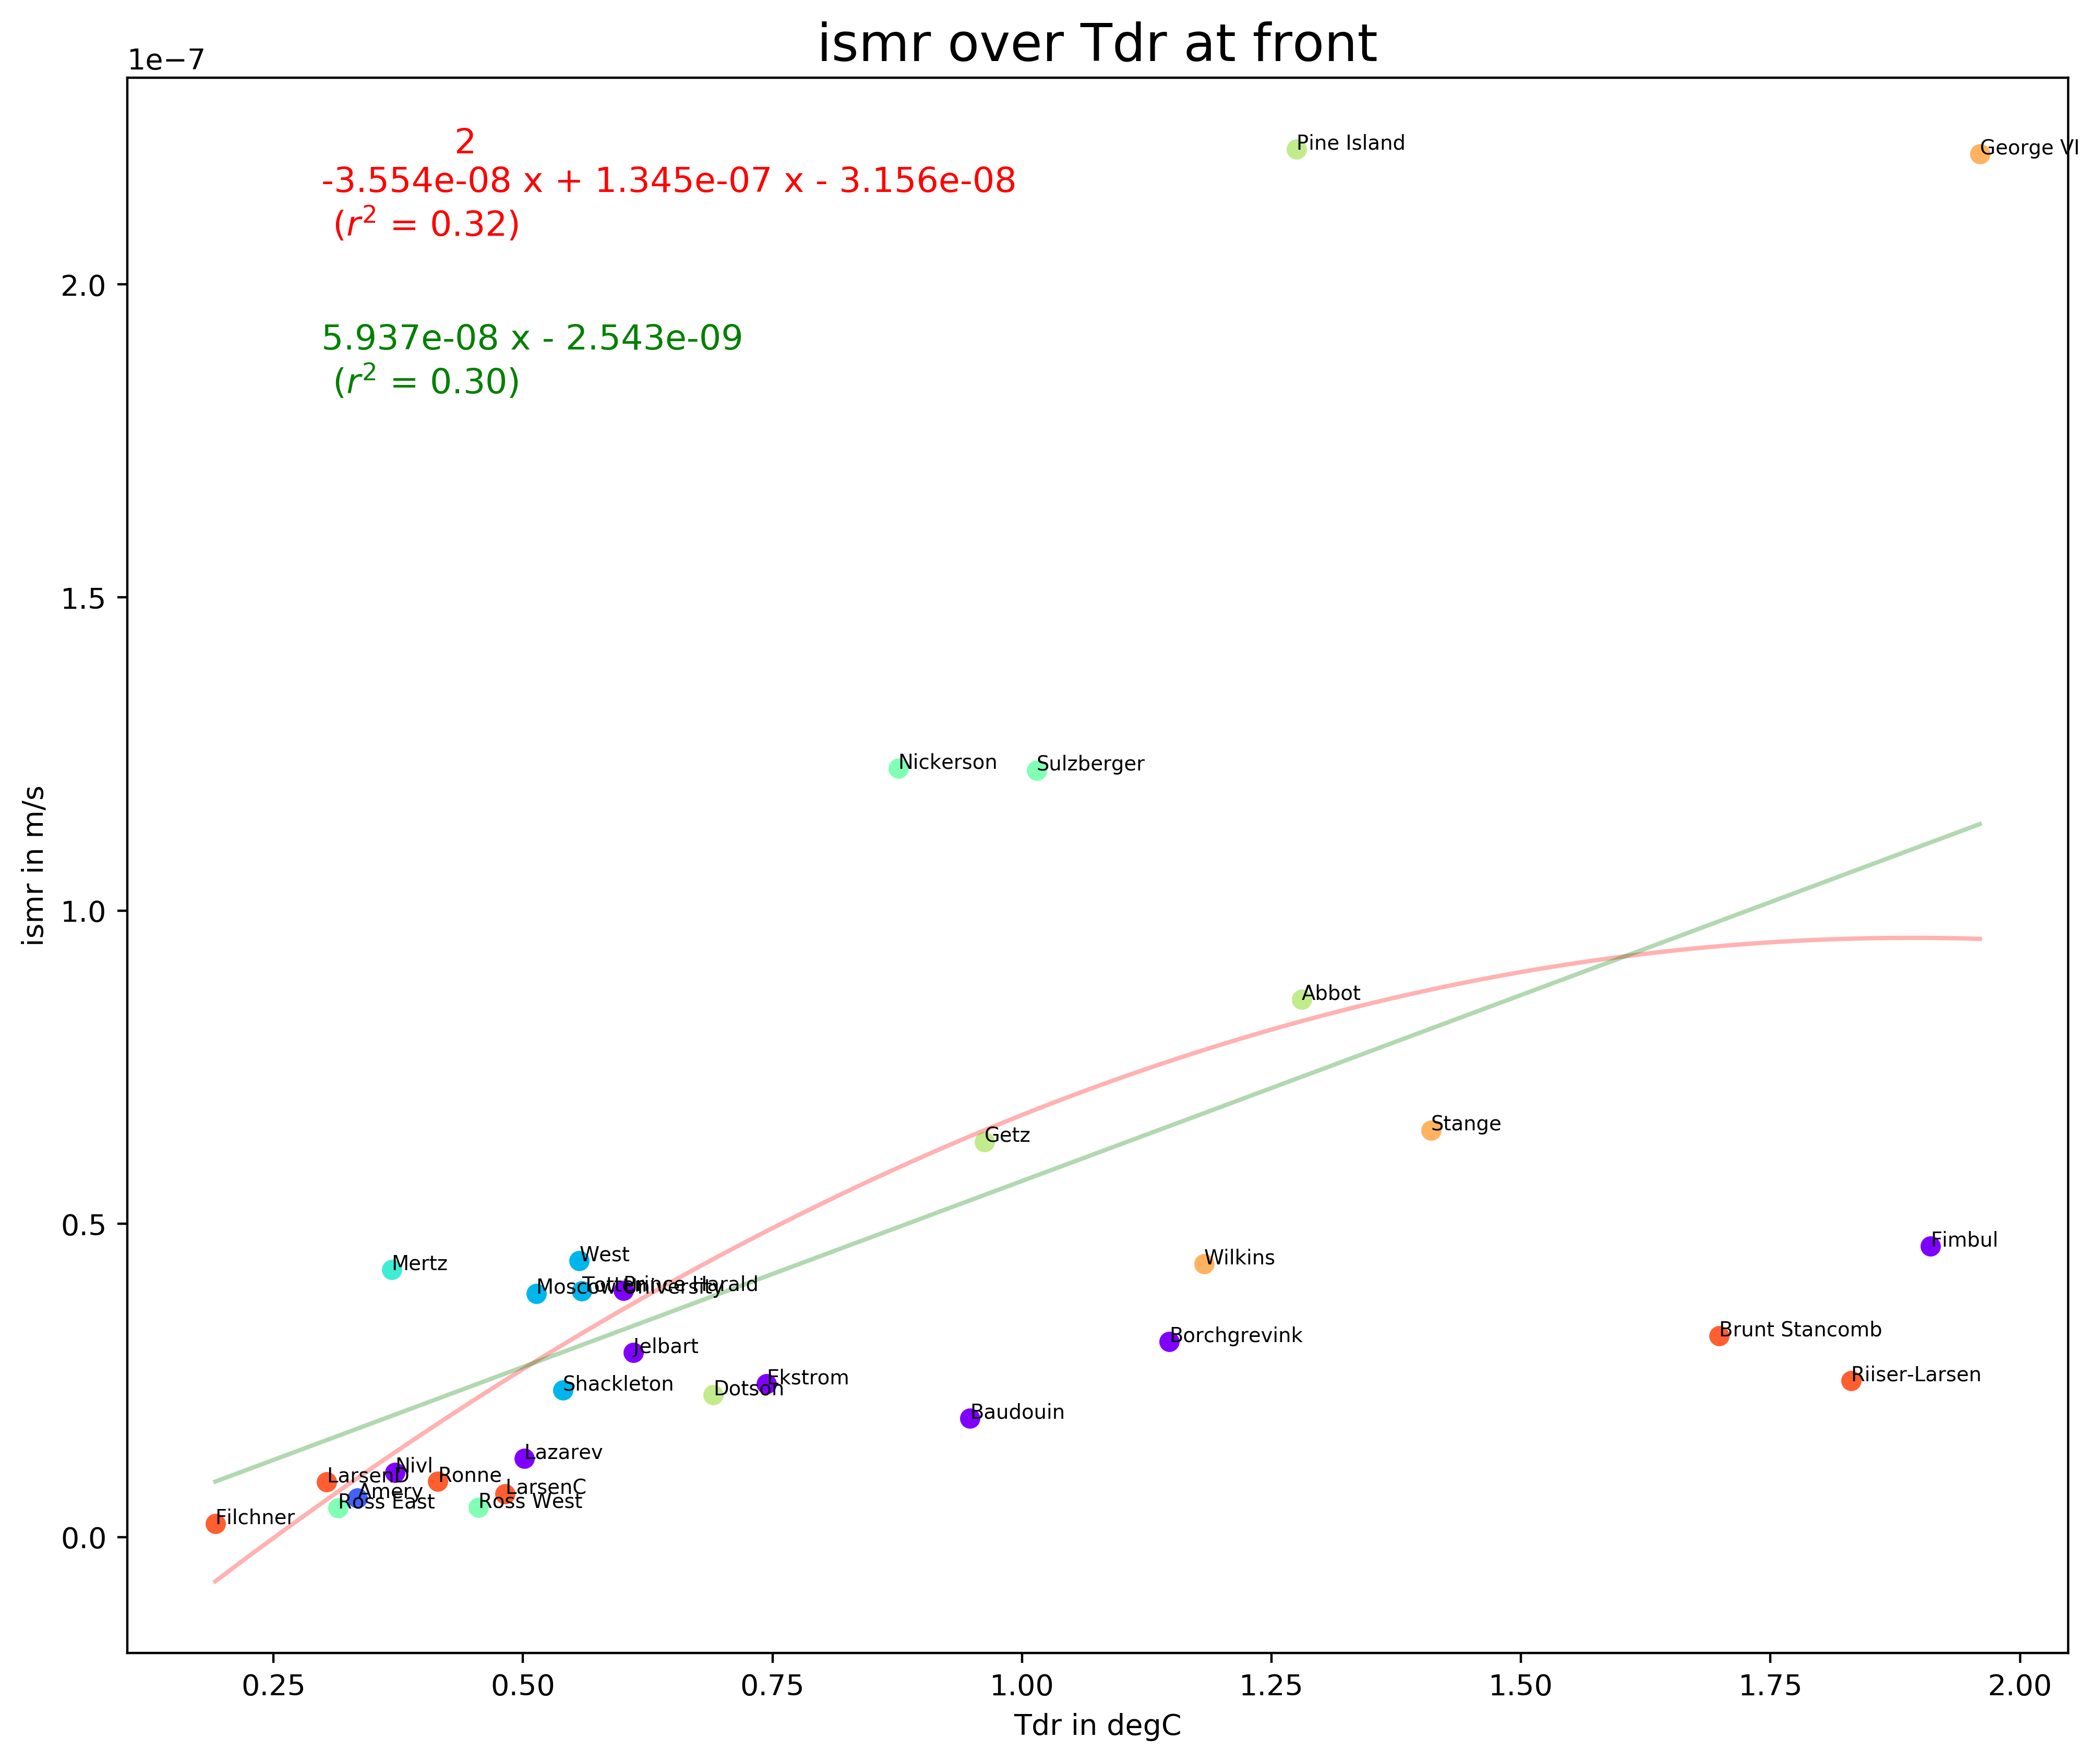 ismr over Tdr at front
1e−7
2
-3.554e-08 x + 1.345e-07 x - 3.156e-08
(r² = 0.32)
5.937e-08 x - 2.543e-09
(r² = 0.30)
Pine Island
George VI
2.0
1.5
Nickerson
Sulzberger
ismr in m/s
1.0
Abbot
Getz
Stange
0.5
Mertz
West
Totten
Prince Harald
Moscow University
Wilkins
Fimbul
Jelbart
Borchgrevink
Brunt Stancomb
Shackleton
Dotson
Ekstrom
Riiser-Larsen
Baudouin
Lazarev
Nivl
LarsenD
Ronne
Amery
LarsenC
Ross East
Ross West
Filchner
0.0
0.25
0.50
0.75
1.00
1.25
1.50
1.75
2.00
Tdr in degC